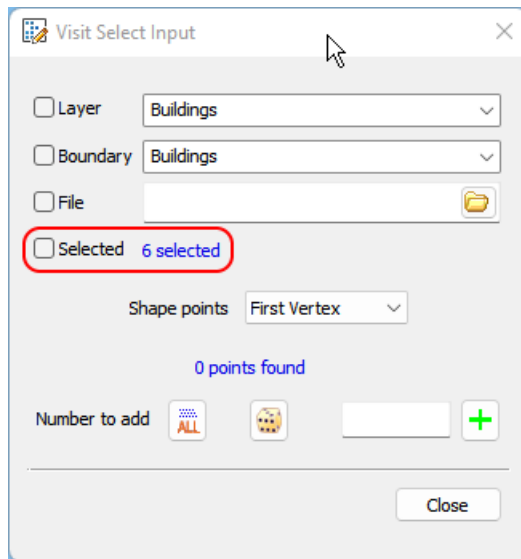 Visit Select Input
Layer Buildings
Boundary Buildings
File
Selected 6 selected
Shape points First Vertex
0 points found
Number to add ALL
Close